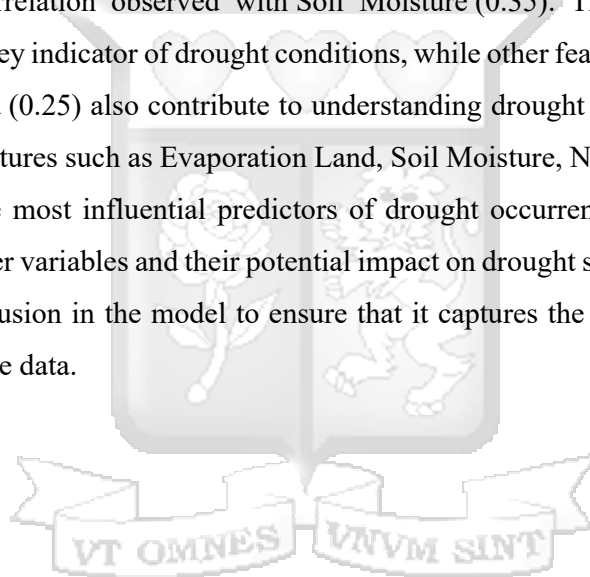 rrelation observed with Soil Moisture (0.35). T
ey indicator of drought conditions, while other fea
(0.25) also contribute to understanding drought
tures such as Evaporation Land, Soil Moisture, N
most influential predictors of drought occurren
er variables and their potential impact on drought s
usion in the model to ensure that it captures the
e data.
VT OMNES VNVM SINT